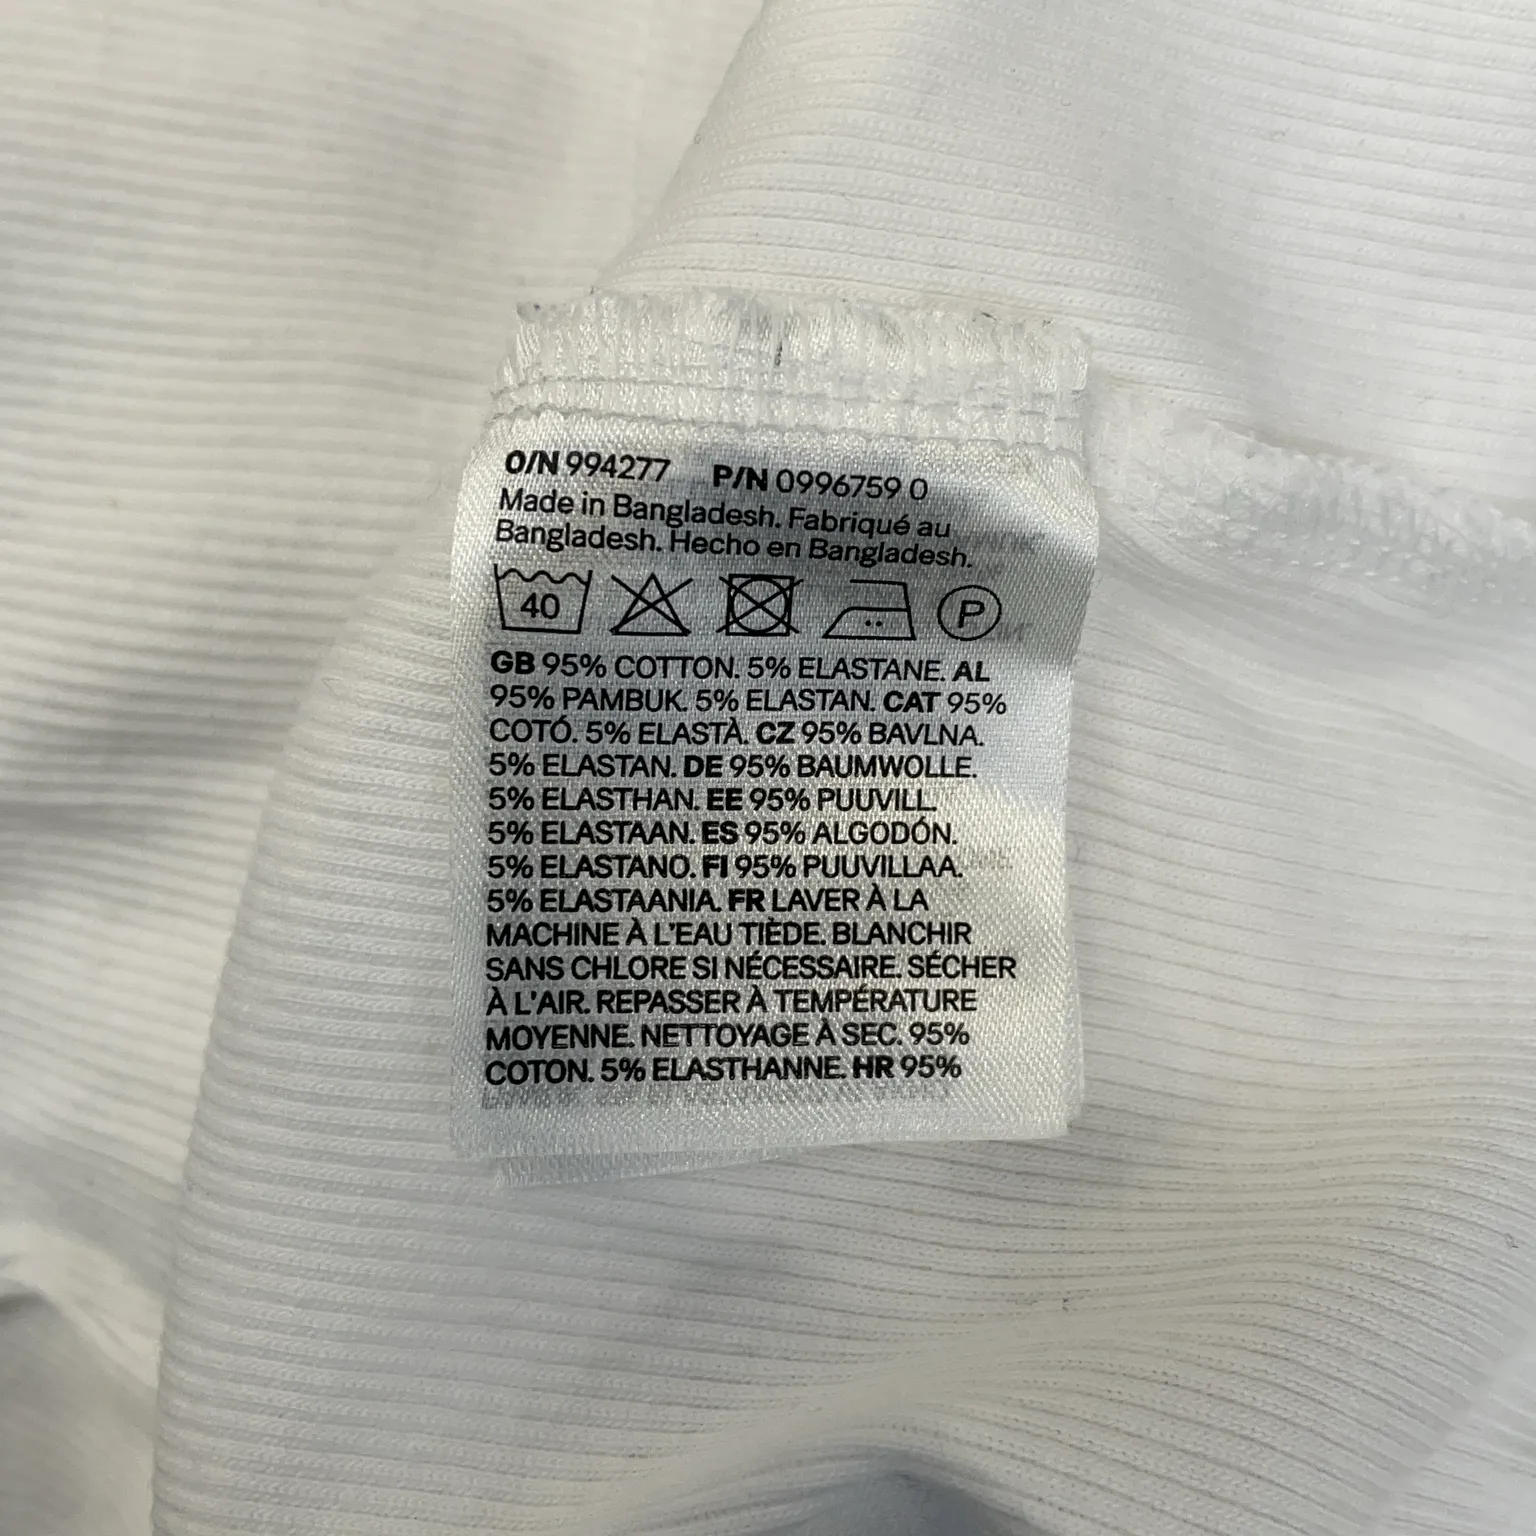 O/N 994277 P/N 0996759 0
Made in Bangladesh. Fabriqué au
Bangladesh. Hecho en Bangladesh.
40 P
GB 95% COTTON. 5% ELASTANE. AL
95% PAMBUK. 5% ELASTAN. CAT 95%
COTÓ. 5% ELASTÀ. CZ 95% BAVLNA.
5% ELASTAN. DE 95% BAUMWOLLE.
5% ELASTHAN. EE 95% PUUVILL.
5% ELASTAAN. ES 95% ALGODÓN.
5% ELASTANO. FI 95% PUUVILLAA.
5% ELASTAANIA. FR LAVER À LA
MACHINE À L'EAU TIÈDE. BLANCHIR
SANS CHLORE SI NÉCESSAIRE. SÉCHER
À L'AIR. REPASSER À TEMPÉRATURE
MOYENNE. NETTOYAGE À SEC. 95%
COTON. 5% ELASTHANNE. HR 95%